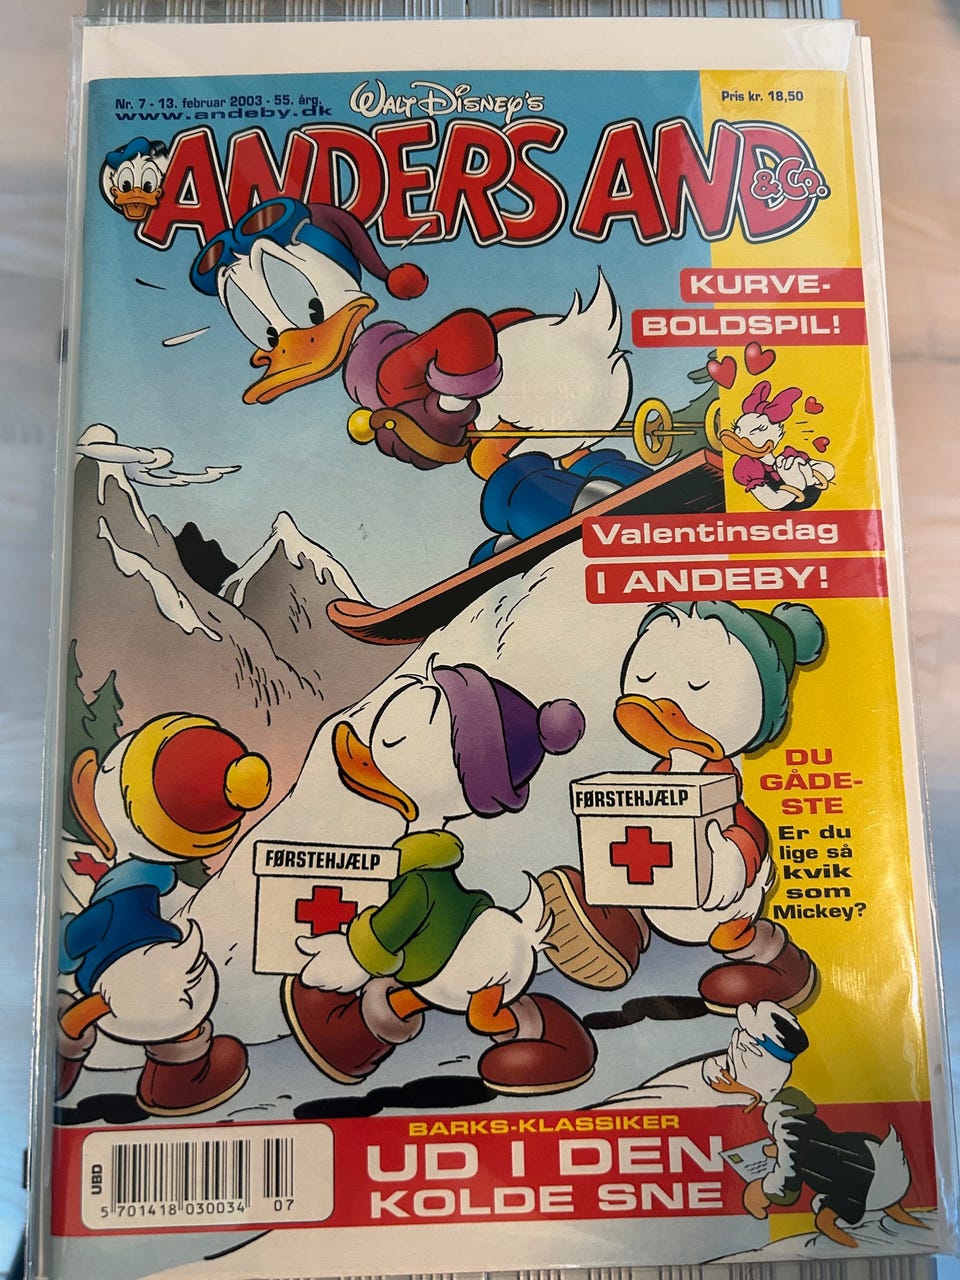 Nr. 7 - 13. februar 2003 - 55. årg.
www.andeby.dk
WALT DISNEY'S
Pris kr. 18,50
ANDERS AND
& Co.
KURVE-
BOLDSPIL!
Valentinsdag
I ANDEBY!
DU
GÅDE-
STE
Er du
lige så
kvik
som
Mickey?
FØRSTEHJÆLP
FØRSTEHJÆLP
BARKS-KLASSIKER
UD I DEN
KOLDE SNE
UBD
5 701418 030034 07